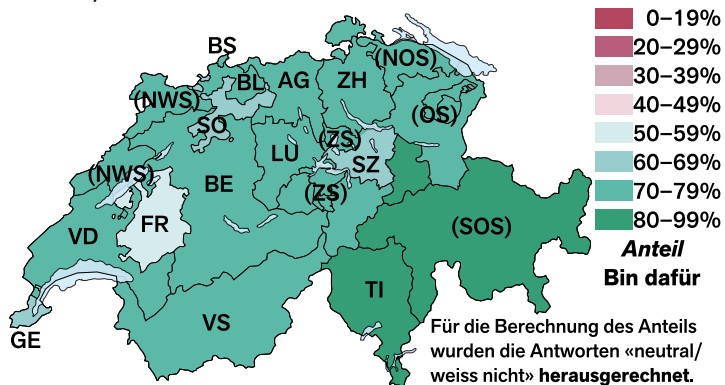 BS
(NOS)
BL
AG
ZH
(NWS)
(OS)
SO
(ZS)
LU
SZ
(NWS)
BE
(ZS)
FR
VD
(SOS)
TI
VS
GE
0–19%
20–29%
30–39%
40–49%
50–59%
60–69%
70–79%
80–99%
Anteil
Bin dafür
Für die Berechnung des Anteils
wurden die Antworten «neutral/
weiss nicht» herausgerechnet.